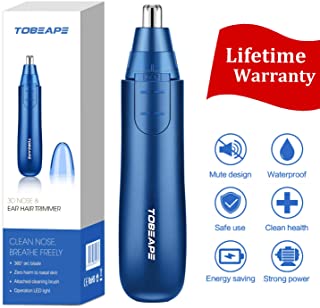 TOBEAPE
3D NOSE &
EAR HAIR TRIMMER
CLEAN NOSE,
BREATHE FREELY
360° arc blade
Zero harm to nasal skin
Attached cleaning brush
Operation LED light
TOBEAPE
Lifetime
Warranty
Mute design
Waterproof
Safe use
Clean health
Energy saving
Strong power